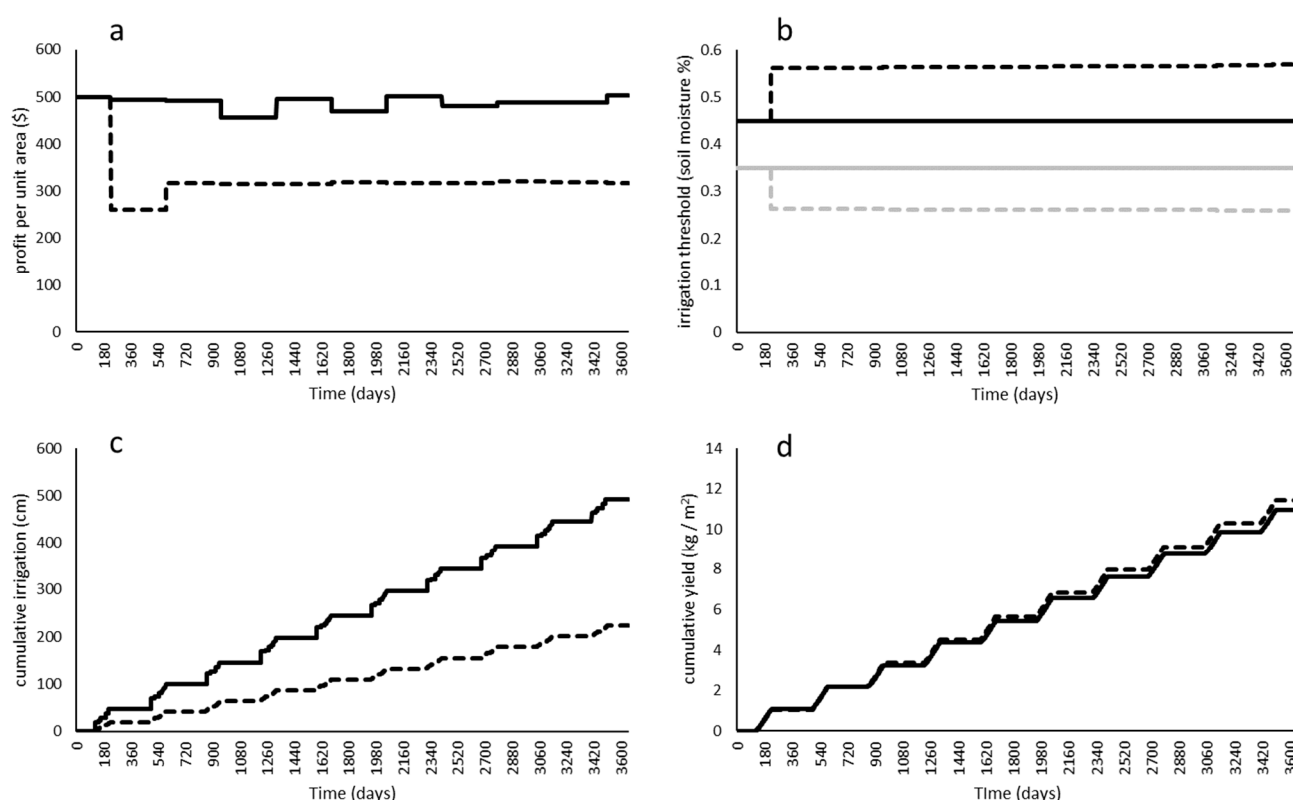 a
600
500
400
300
200
100
0
profit per unit area ($)
0 180 360 540 720 900 1080 1260 1440 1620 1800 1980 2160 2340 2520 2700 2880 3060 3240 3420 3600
Time (days)
b
0.6
0.5
0.4
0.3
0.2
0.1
0
irrigation threshold (soil moisture %)
0 180 360 540 720 900 1080 1260 1440 1620 1800 1980 2160 2340 2520 2700 2880 3060 3240 3420 3600
Time (days)
c
600
500
400
300
200
100
0
cumulative irrigation (cm)
0 180 360 540 720 900 1080 1260 1440 1620 1800 1980 2160 2340 2520 2700 2880 3060 3240 3420 3600
Time (days)
d
14
12
10
8
6
4
2
0
cumulative yield (kg / m²)
0 180 360 540 720 900 1080 1260 1440 1620 1800 1980 2160 2340 2520 2700 2880 3060 3240 3420 3600
TIme (days)